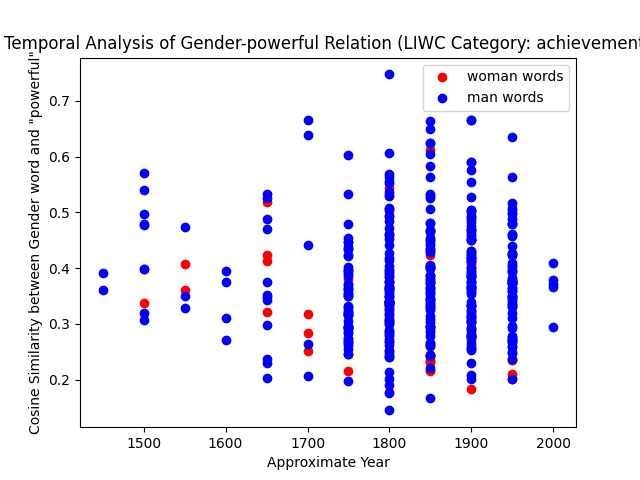 Temporal Analysis of Gender-powerful Relation (LIWC Category: achievement
woman words
man words
Cosine Similarity between Gender word and "powerful"
0.7
0.6
0.5
0.4
0.3
0.2
1500 1600 1700 1800 1900 2000
Approximate Year